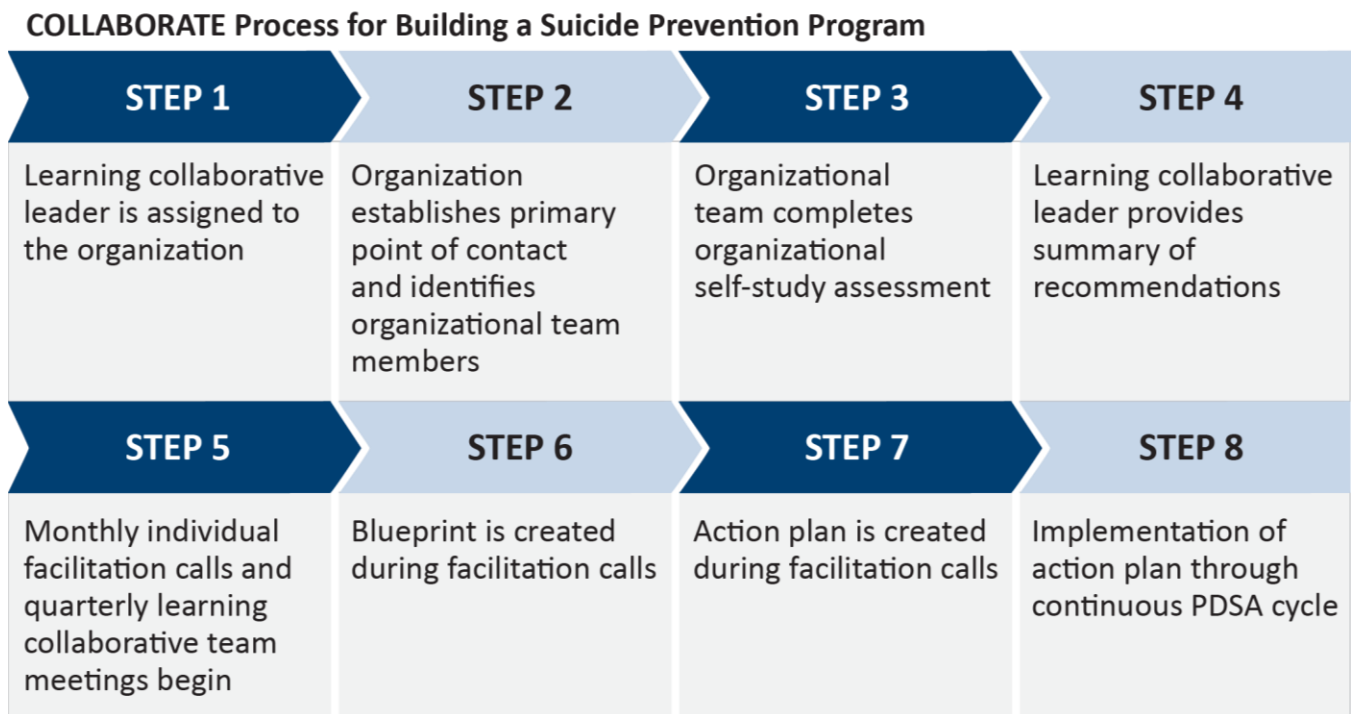 COLLABORATE Process for Building a Suicide Prevention Program
STEP 1
Learning collaborative
leader is assigned to
the organization
STEP 2
Organization
establishes primary
point of contact
and identifies
organizational team
members
STEP 3
Organizational
team completes
organizational
self-study assessment
STEP 4
Learning collaborative
leader provides
summary of
recommendations
STEP 5
Monthly individual
facilitation calls and
quarterly learning
collaborative team
meetings begin
STEP 6
Blueprint is created
during facilitation calls
STEP 7
Action plan is created
during facilitation calls
STEP 8
Implementation of
action plan through
continuous PDSA cycle